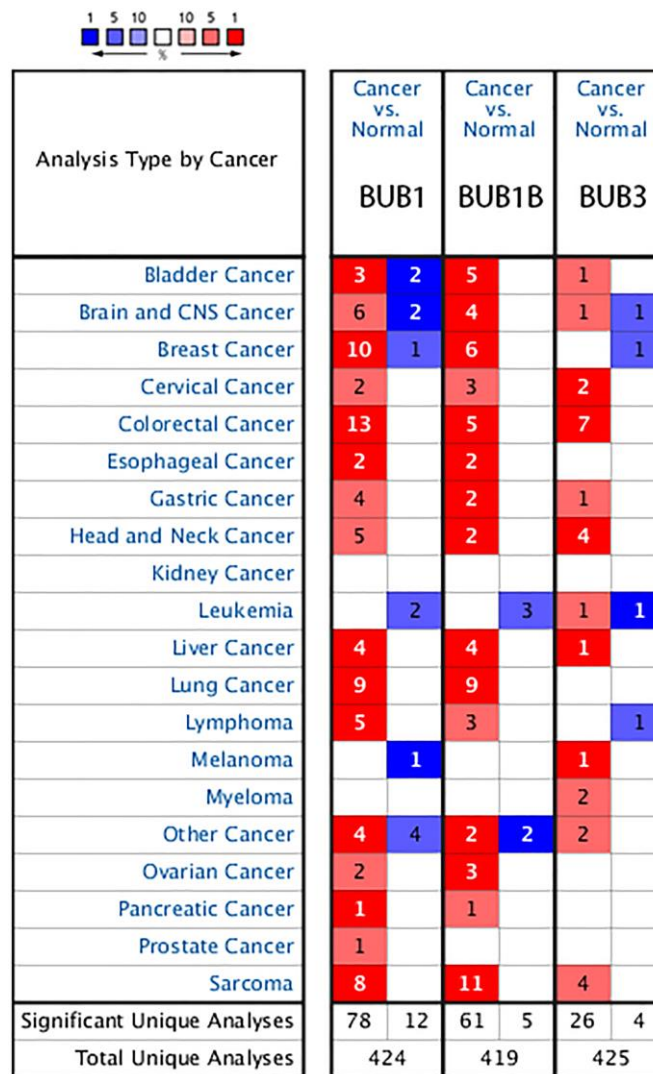 1 5 10 10 5 1
%
Analysis Type by Cancer
Cancer vs. Normal
BUB1
Cancer vs. Normal
BUB1B
Cancer vs. Normal
BUB3
Bladder Cancer 3 2 5 1
Brain and CNS Cancer 6 2 4 1 1
Breast Cancer 10 1 6 1
Cervical Cancer 2 3 2
Colorectal Cancer 13 5 7
Esophageal Cancer 2 2
Gastric Cancer 4 2 1
Head and Neck Cancer 5 2 4
Kidney Cancer
Leukemia 2 3 1 1
Liver Cancer 4 4 1
Lung Cancer 9 9
Lymphoma 5 3 1
Melanoma 1 1
Myeloma 2
Other Cancer 4 4 2 2 2
Ovarian Cancer 2 3
Pancreatic Cancer 1 1
Prostate Cancer 1
Sarcoma 8 11 4
Significant Unique Analyses 78 12 61 5 26 4
Total Unique Analyses 424 419 425